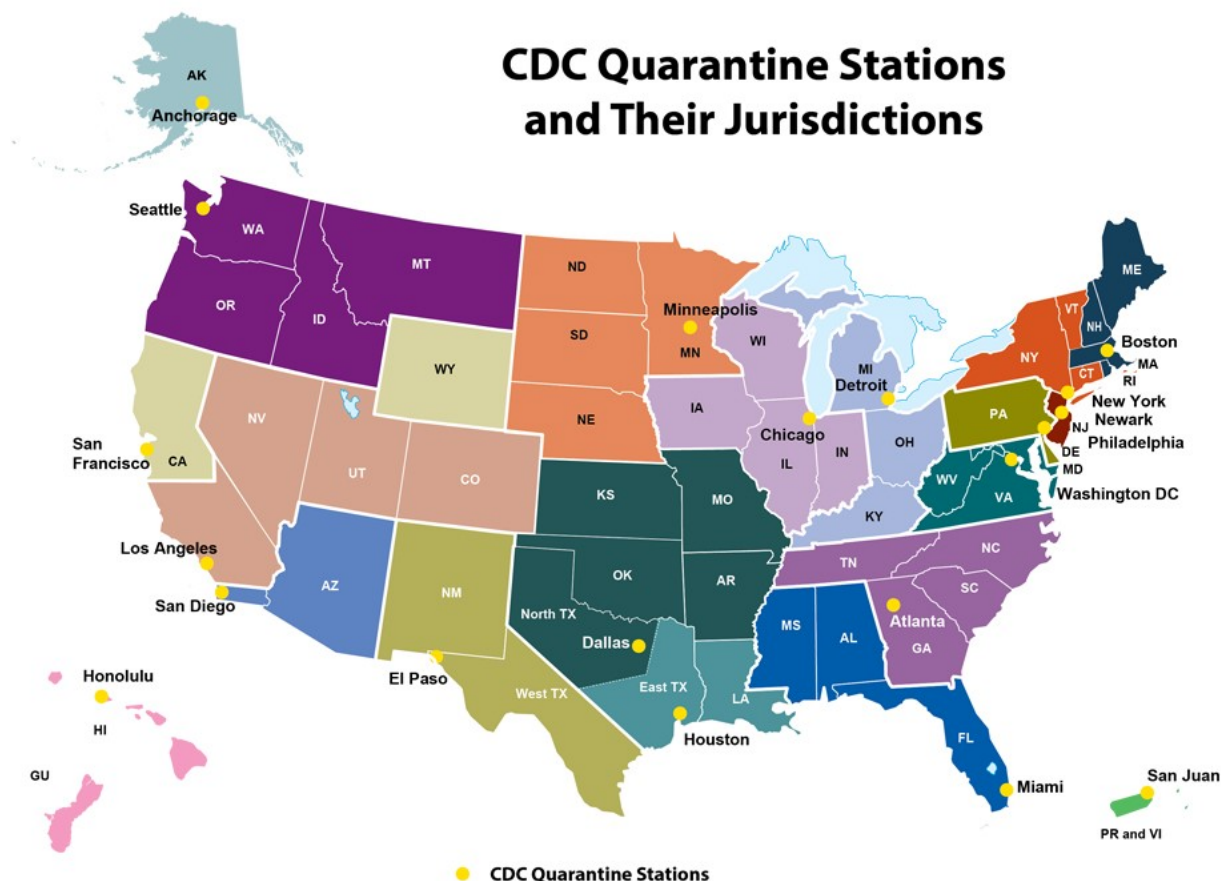 CDC Quarantine Stations
and Their Jurisdictions
AK
Anchorage
Seattle
WA
MT
OR
ID
WY
ND
SD
NE
Minneapolis
MN
WI
MI
Detroit
IA
Chicago
IL
IN
OH
KY
ME
VT
NH
NY
Boston
MA
RI
CT
New York
Newark
PA
NJ
Philadelphia
DE
MD
WV
VA
Washington DC
San
Francisco
CA
NV
UT
CO
KS
MO
Los Angeles
San Diego
AZ
NM
OK
AR
North TX
Dallas
TN
NC
SC
Atlanta
GA
MS
AL
El Paso
West TX
East TX
LA
Houston
FL
Miami
Honolulu
HI
GU
San Juan
PR and VI
CDC Quarantine Stations